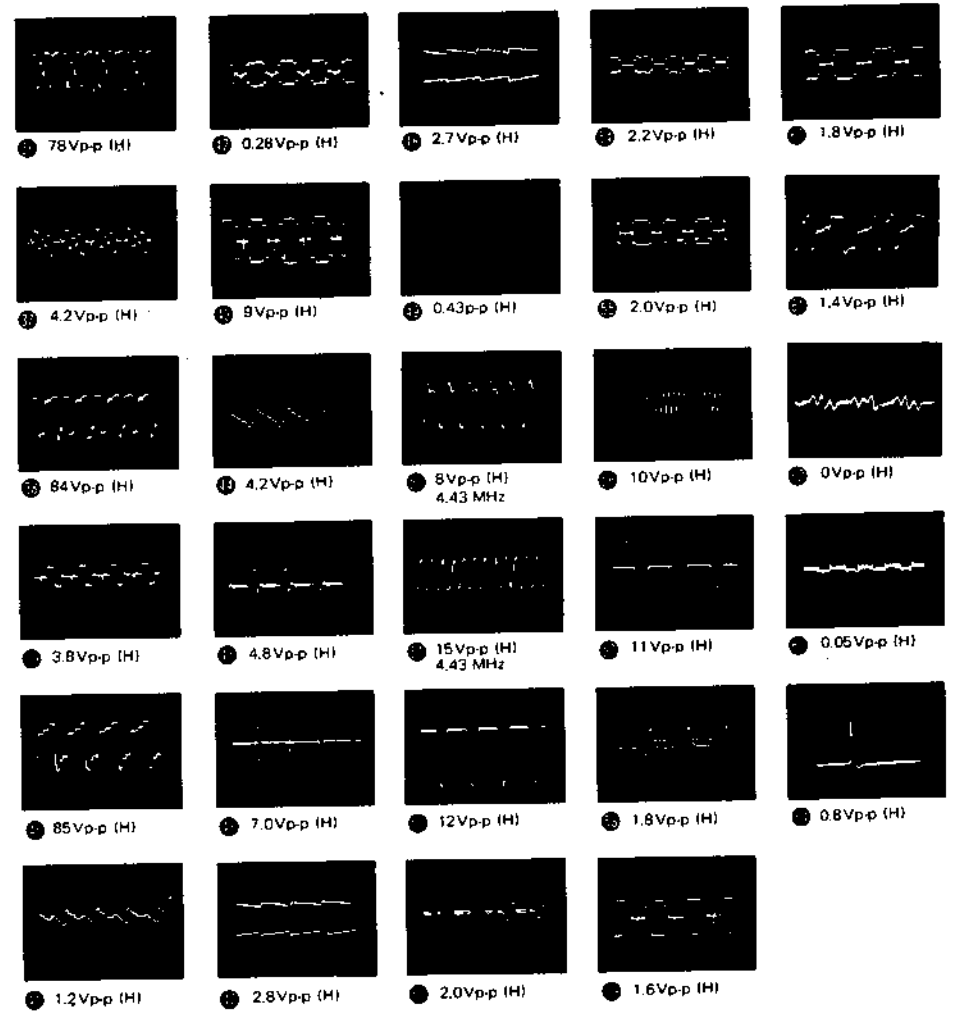 78Vp-p (H)
0.28Vp-p (H)
2.7Vp-p (H)
2.2Vp-p (H)
1.8Vp-p (H)
4.2Vp-p (H)
9Vp-p (H)
0.43p-p (H)
2.0Vp-p (H)
1.4Vp-p (H)
84Vp-p (H)
4.2Vp-p (H)
8Vp-p (H)
4.43 MHz
10Vp-p (H)
0Vp-p (H)
3.8Vp-p (H)
4.8Vp-p (H)
15Vp-p (H)
4.43 MHz
11Vp-p (H)
0.05Vp-p (H)
85Vp-p (H)
7.0Vp-p (H)
12Vp-p (H)
1.8Vp-p (H)
0.8Vp-p (H)
1.2Vp-p (H)
2.8Vp-p (H)
2.0Vp-p (H)
1.6Vp-p (H)